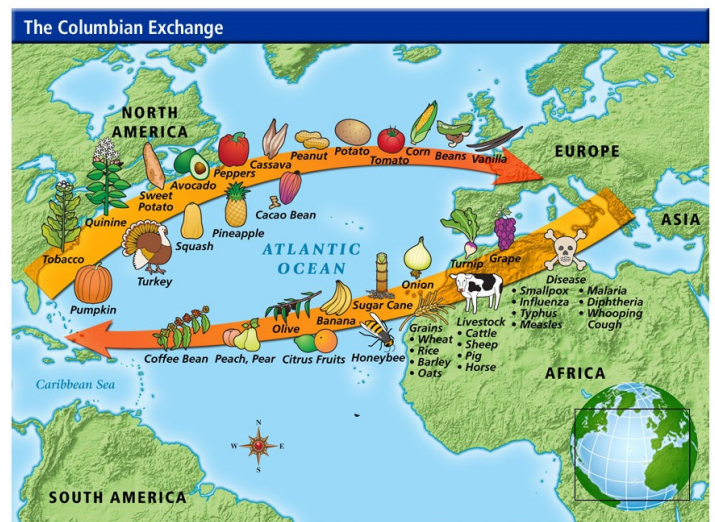 The Columbian Exchange
NORTH
AMERICA
EUROPE
ASIA
Quinine
Tobacco
Pumpkin
Sweet
Potato
Avocado
Peppers
Cassava
Peanut
Potato
Tomato
Corn
Beans
Vanilla
Turkey
Squash
Pineapple
Cacao Bean
ATLANTIC
OCEAN
Turnip
Grape
Onion
Sugar Cane
Banana
Olive
Coffee Bean
Peach, Pear
Citrus Fruits
Honeybee
Grains
• Wheat
• Rice
• Barley
• Oats
Livestock
• Cattle
• Sheep
• Pig
• Horse
Disease
• Smallpox
• Influenza
• Typhus
• Measles
• Malaria
• Diphtheria
• Whooping
Cough
Caribbean Sea
AFRICA
SOUTH AMERICA
N
W
E
S